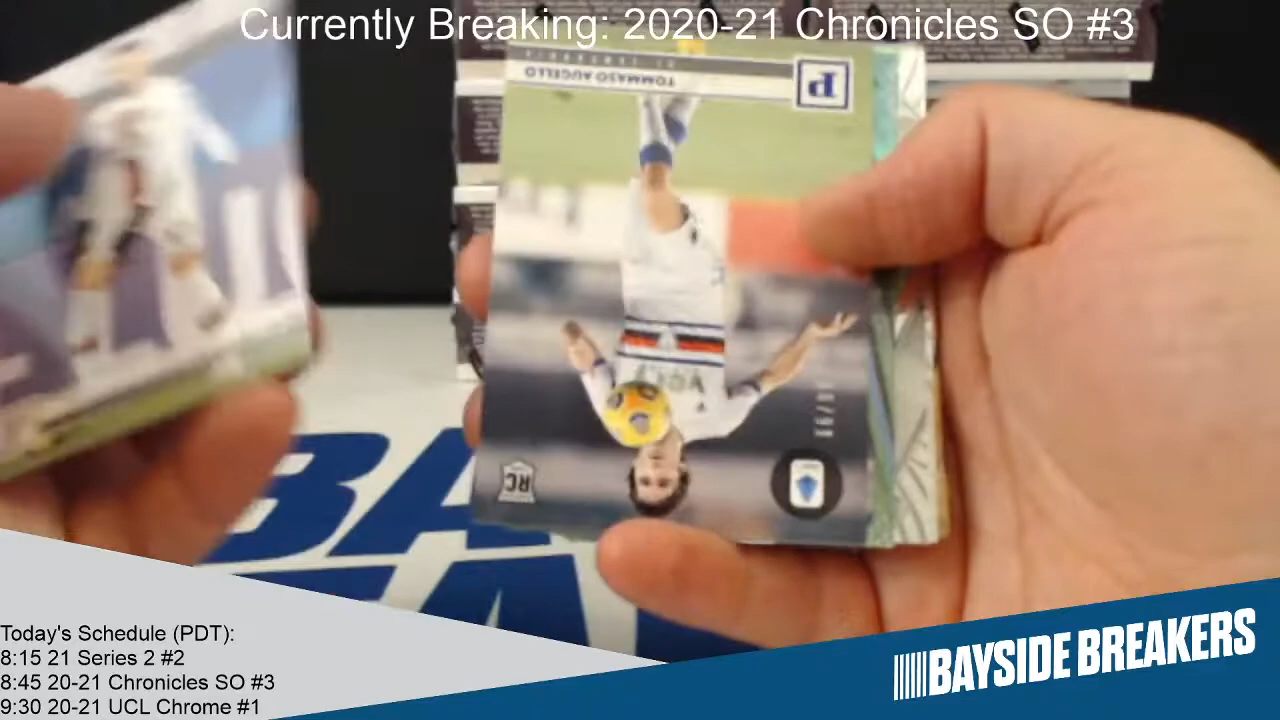 Currently Breaking: 2020-21 Chronicles SO #3
TOMMASO AUGELLO
P
RC
Today's Schedule (PDT):
8:15 21 Series 2 #2
8:45 20-21 Chronicles SO #3
9:30 20-21 UCL Chrome #1
BAYSIDE BREAKERS